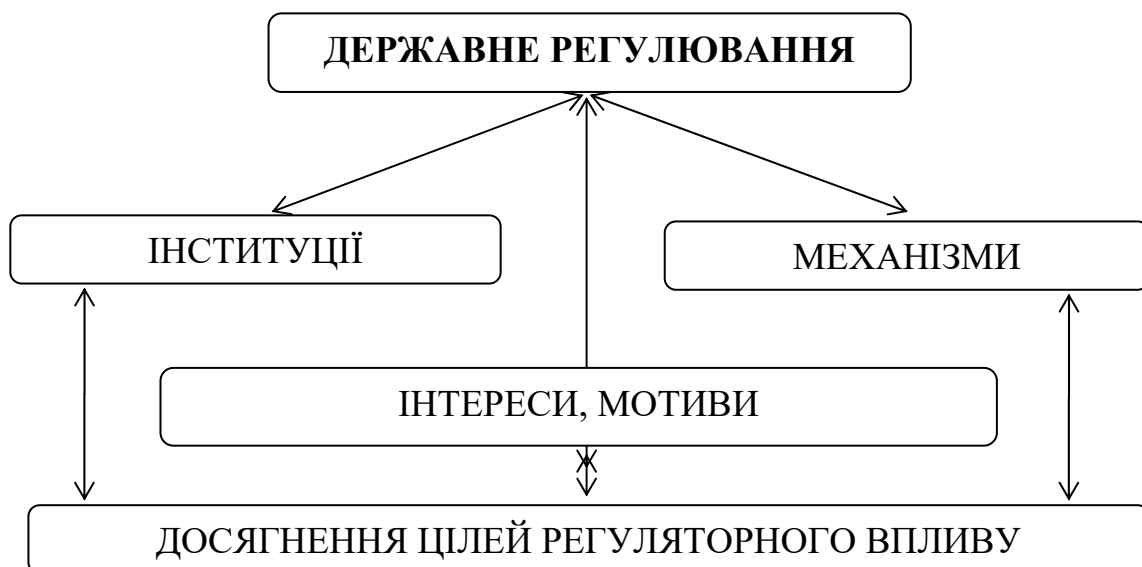 ДЕРЖАВНЕ РЕГУЛЮВАННЯ
ІНСТИТУЦІЇ
МЕХАНІЗМИ
ІНТЕРЕСИ, МОТИВИ
ДОСЯГНЕННЯ ЦІЛЕЙ РЕГУЛЯТОРНОГО ВПЛИВУ